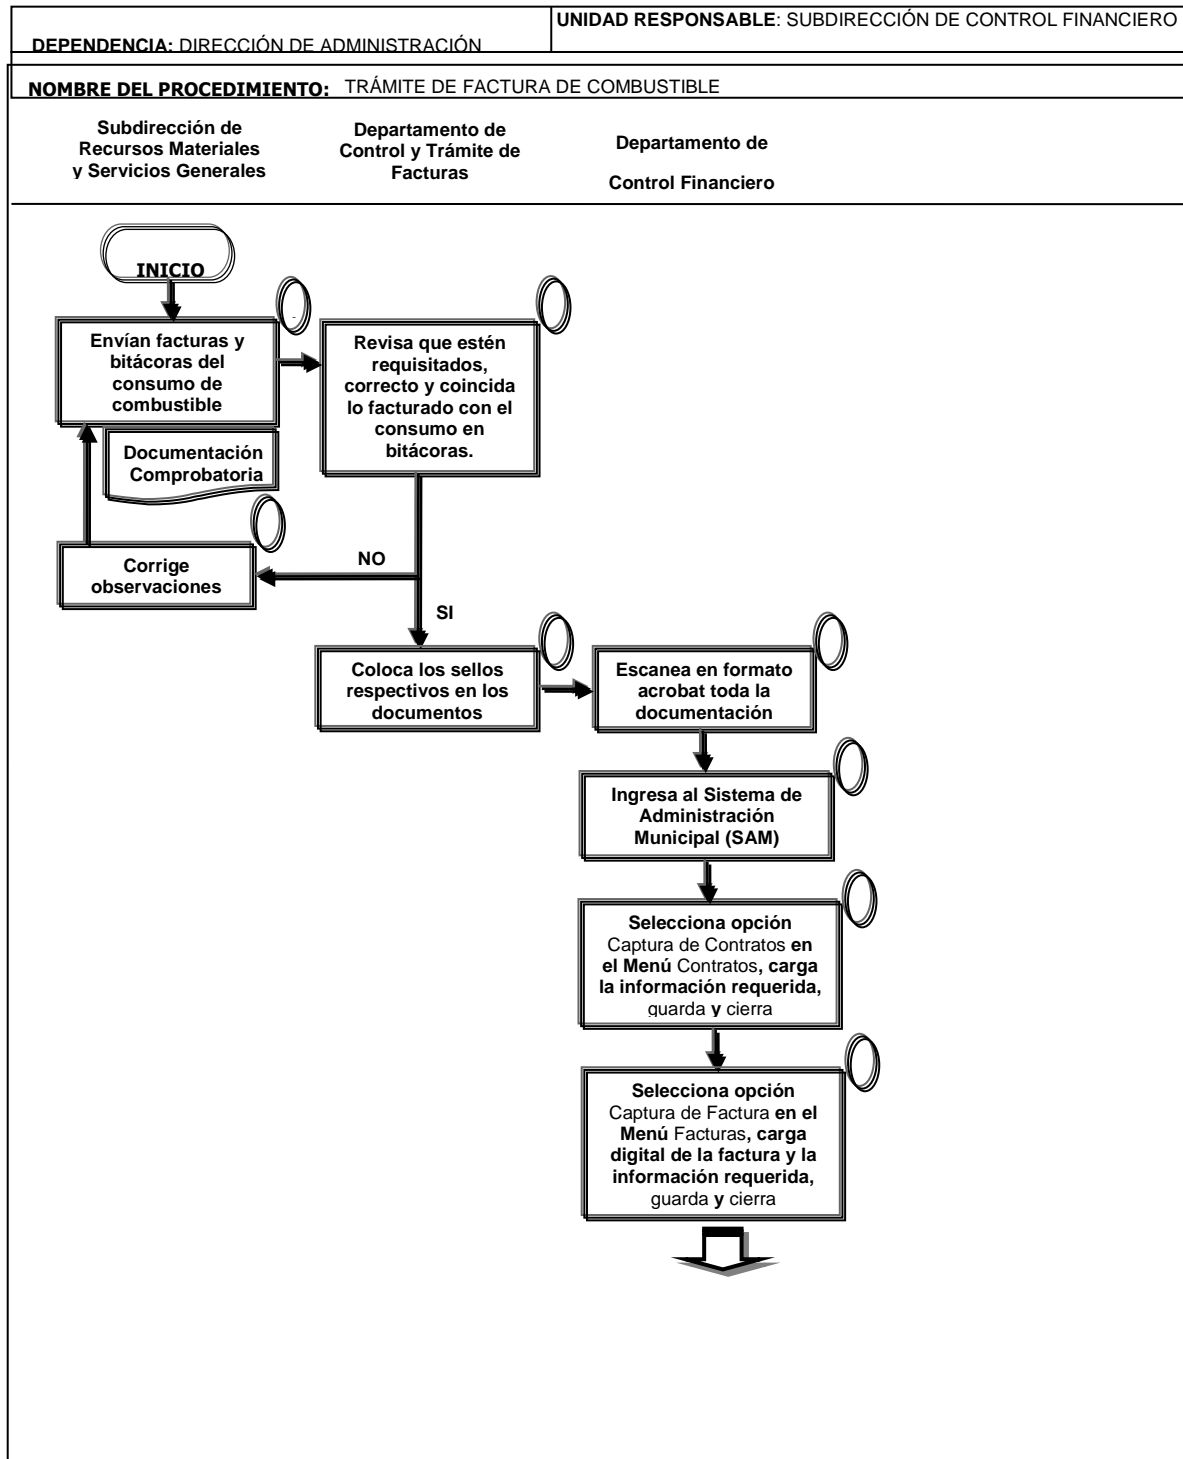 UNIDAD RESPONSABLE: SUBDIRECCIÓN DE CONTROL FINANCIERO
DEPENDENCIA: DIRECCIÓN DE ADMINISTRACIÓN
NOMBRE DEL PROCEDIMIENTO: TRÁMITE DE FACTURA DE COMBUSTIBLE
Subdirección de
Recursos Materiales
y Servicios Generales
Departamento de
Control y Trámite de
Facturas
Departamento de
Control Financiero
INICIO
Envían facturas y
bitácoras del
consumo de
combustible
Revisa que estén
requisitados,
correcto y coincida
lo facturado con el
consumo en
bitácoras.
Documentación
Comprobatoria
Corrige
observaciones
NO
SI
Coloca los sellos
respectivos en los
documentos
Escanea en formato
acrobat toda la
documentación
Ingresa al Sistema de
Administración
Municipal (SAM)
Selecciona opción
Captura de Contratos en
el Menú Contratos, carga
la información requerida,
guarda y cierra
Selecciona opción
Captura de Factura en el
Menú Facturas, carga
digital de la factura y la
información requerida,
guarda y cierra